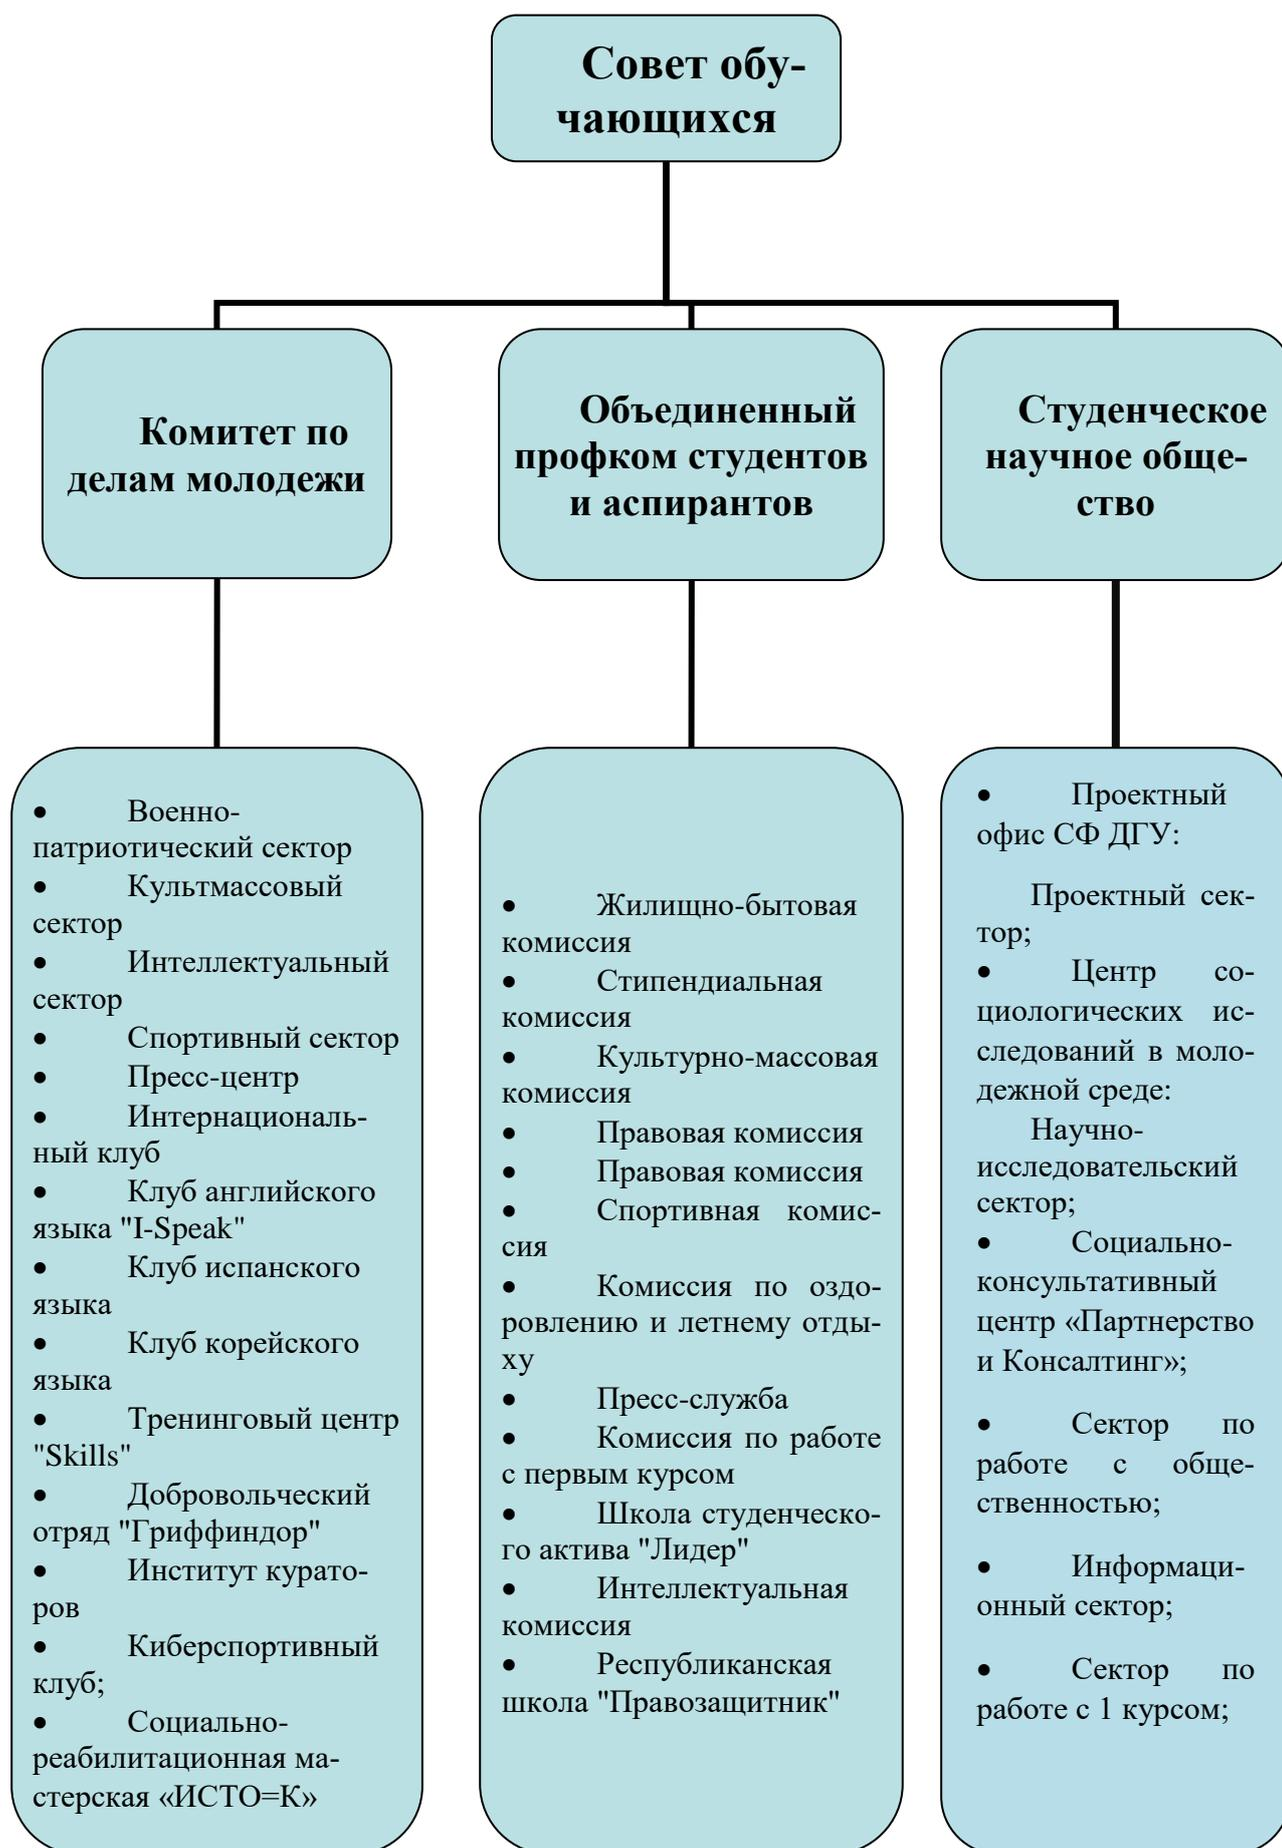 Совет обу-
чающихся
Комитет по
делам молодежи
Объединенный
профком студентов
и аспирантов
Студенческое
научное обще-
ство
• Военно-
патриотический сектор
• Культмассовый
сектор
• Интеллектуальный
сектор
• Спортивный сектор
• Пресс-центр
• Интернациональ-
ный клуб
• Клуб английского
языка "I-Speak"
• Клуб испанского
языка
• Клуб корейского
языка
• Тренинговый центр
"Skills"
• Добровольческий
отряд "Гриффиндор"
• Институт курато-
ров
• Киберспортивный
клуб;
• Социально-
реабилитационная ма-
стерская «ИСТО=К»
• Жилищно-бытовая
комиссия
• Стипендиальная
комиссия
• Культурно-массовая
комиссия
• Правовая комиссия
• Правовая комиссия
• Спортивная комис-
сия
• Комиссия по оздо-
ровлению и летнему отды-
ху
• Пресс-служба
• Комиссия по работе
с первым курсом
• Школа студенческо-
го актива "Лидер"
• Интеллектуальная
комиссия
• Республиканская
школа "Правозащитник"
• Проектный
офис СФ ДГУ:
Проектный сек-
тор;
• Центр со-
циологических ис-
следований в моло-
дежной среде:
Научно-
исследовательский
сектор;
• Социально-
консультативный
центр «Партнерство
и Консалтинг»;
• Сектор по
работе с обще-
ственностью;
• Информаци-
онный сектор;
• Сектор по
работе с 1 курсом;